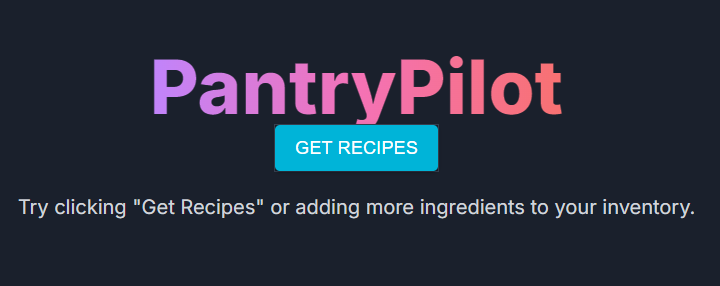 PantryPilot
GET RECIPES
Try clicking "Get Recipes" or adding more ingredients to your inventory.